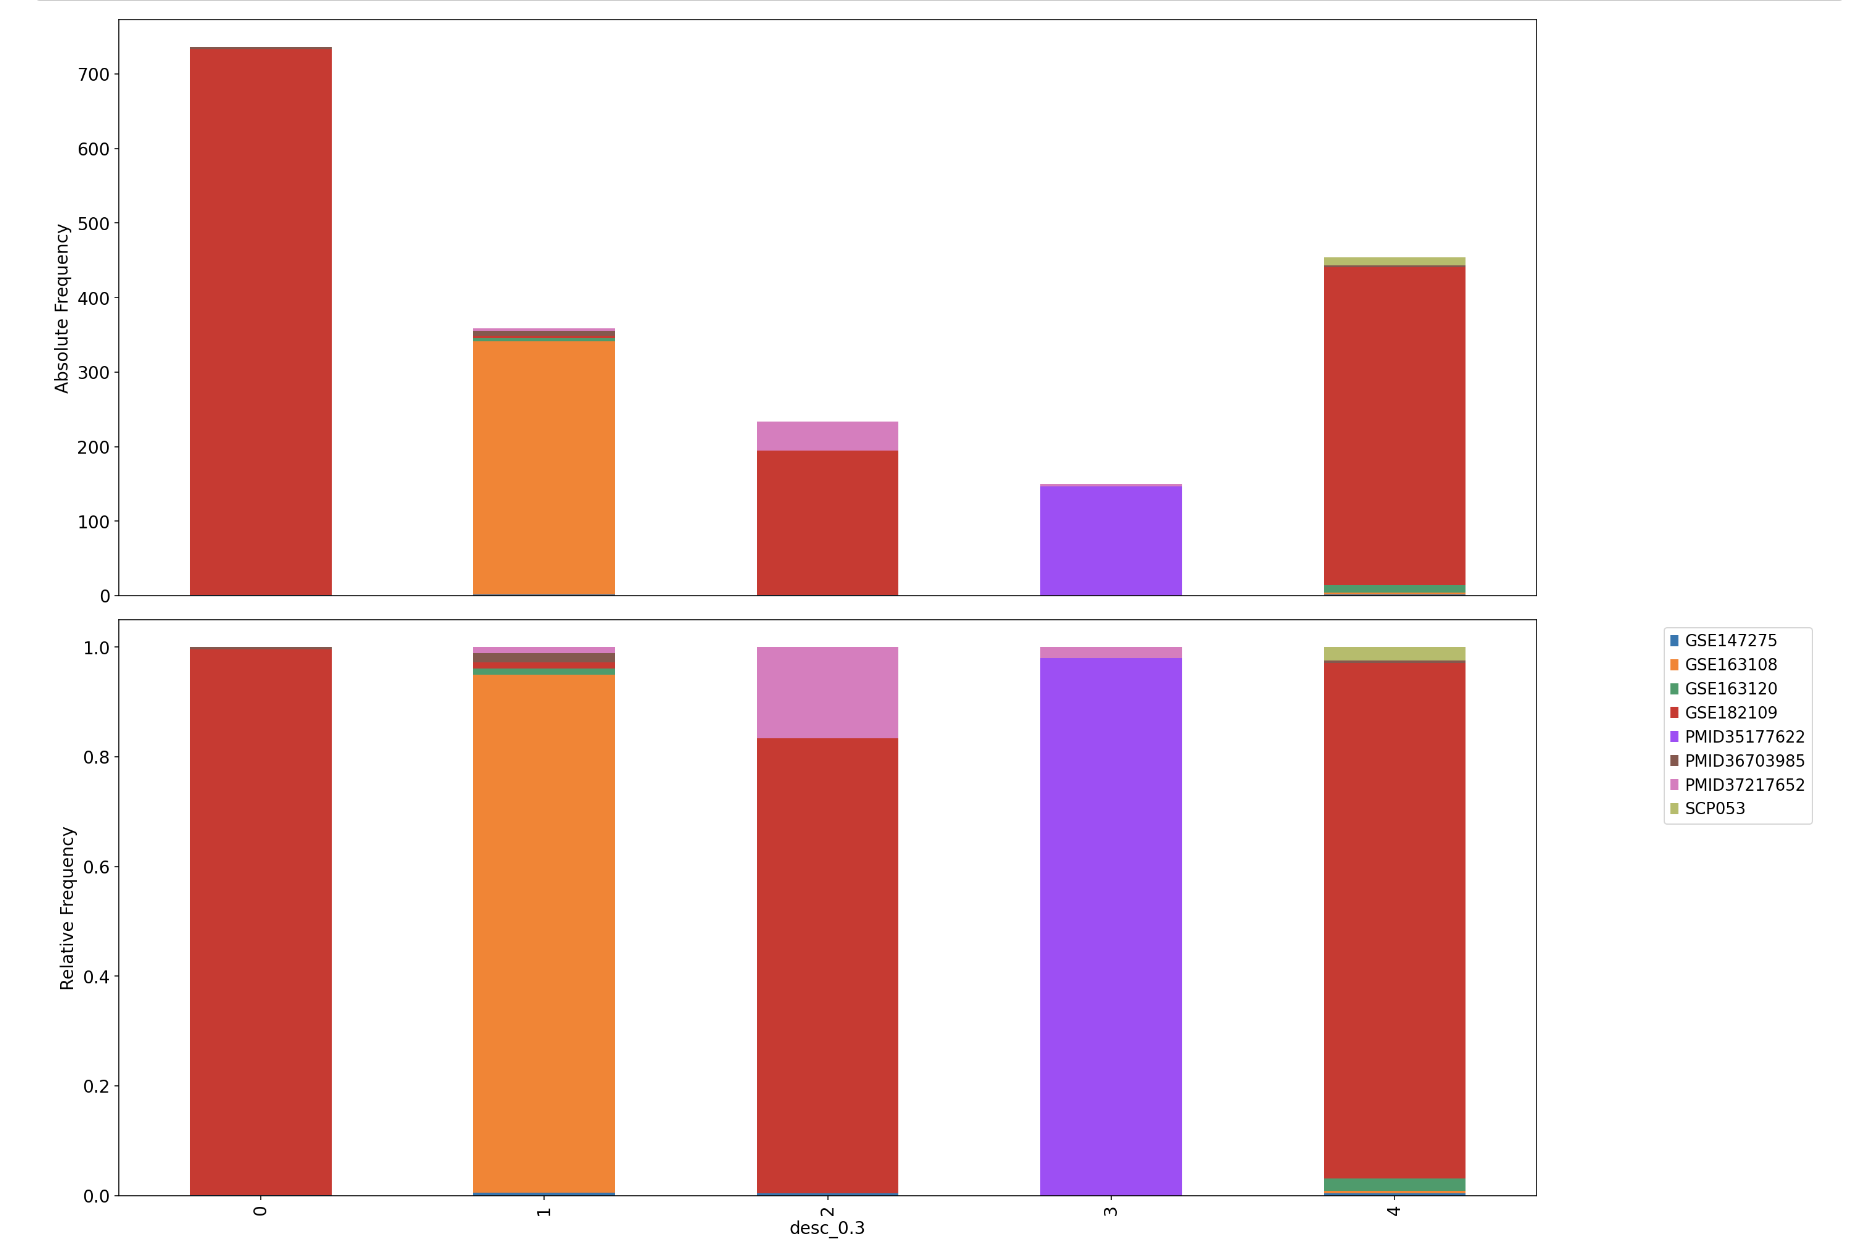 Absolute Frequency
700
600
500
400
300
200
100
0
Relative Frequency
1.0
0.8
0.6
0.4
0.2
0.0
0
1
2
3
4
desc_0.3
GSE147275
GSE163108
GSE163120
GSE182109
PMID35177622
PMID36703985
PMID37217652
SCP053